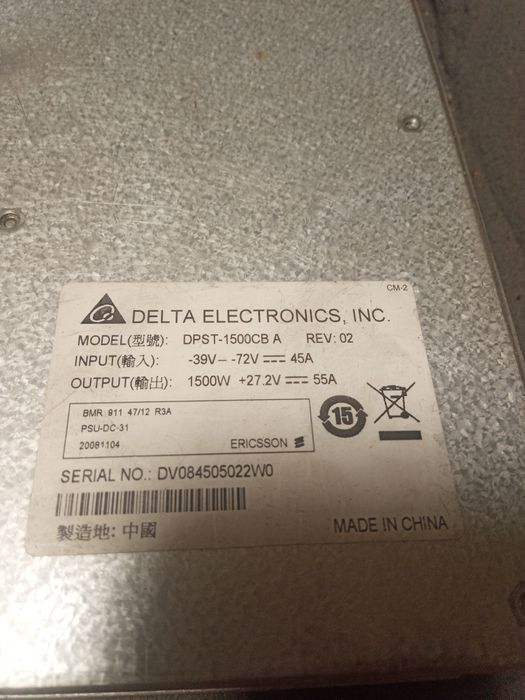 CM-2
DELTA ELECTRONICS, INC.
MODEL(型號): DPST-1500CB A REV: 02
INPUT(輸入): -39V– -72V ⎓ 45A
OUTPUT(輸出): 1500W +27.2V ⎓ 55A
BMR 911 47/12 R3A
PSU-DC-31
20081104 ERICSSON
15
SERIAL NO.: DV084505022W0
製造地: 中國
MADE IN CHINA